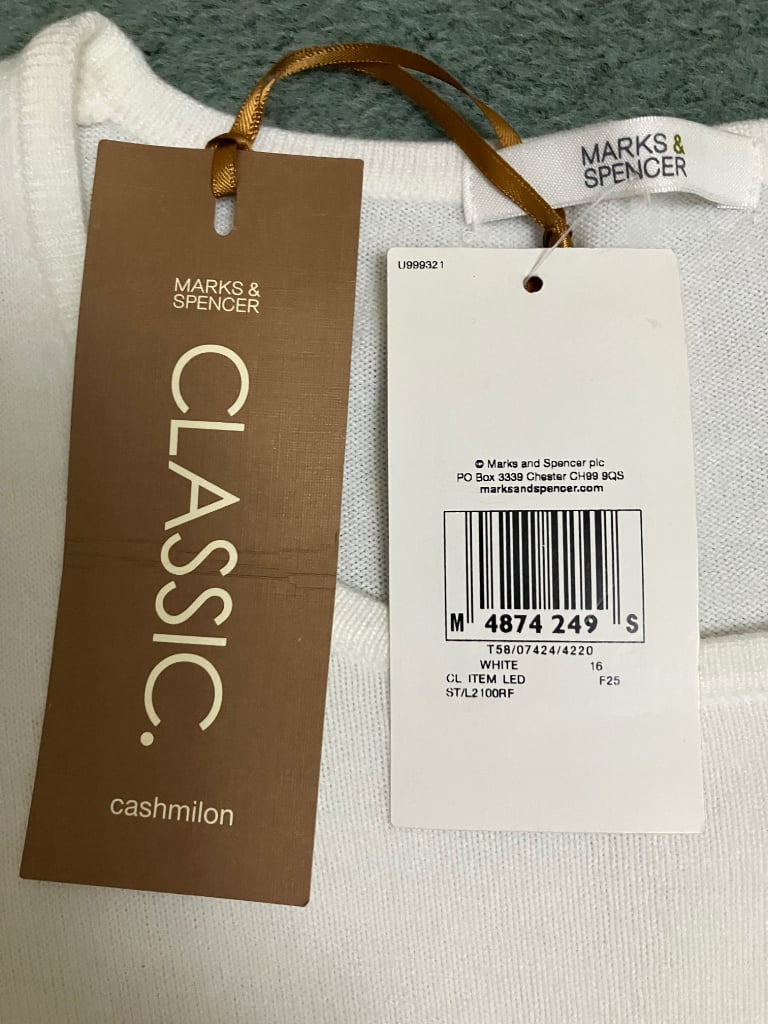 MARKS &
SPENCER
CLASSIC.
cashmilon
MARKS &
SPENCER
U999321
© Marks and Spencer plc
PO Box 3339 Chester CH99 9QS
marksandspencer.com
M 4874 249 S
T58/07424/4220
WHITE 16
CL ITEM LED F25
ST/L2100RF